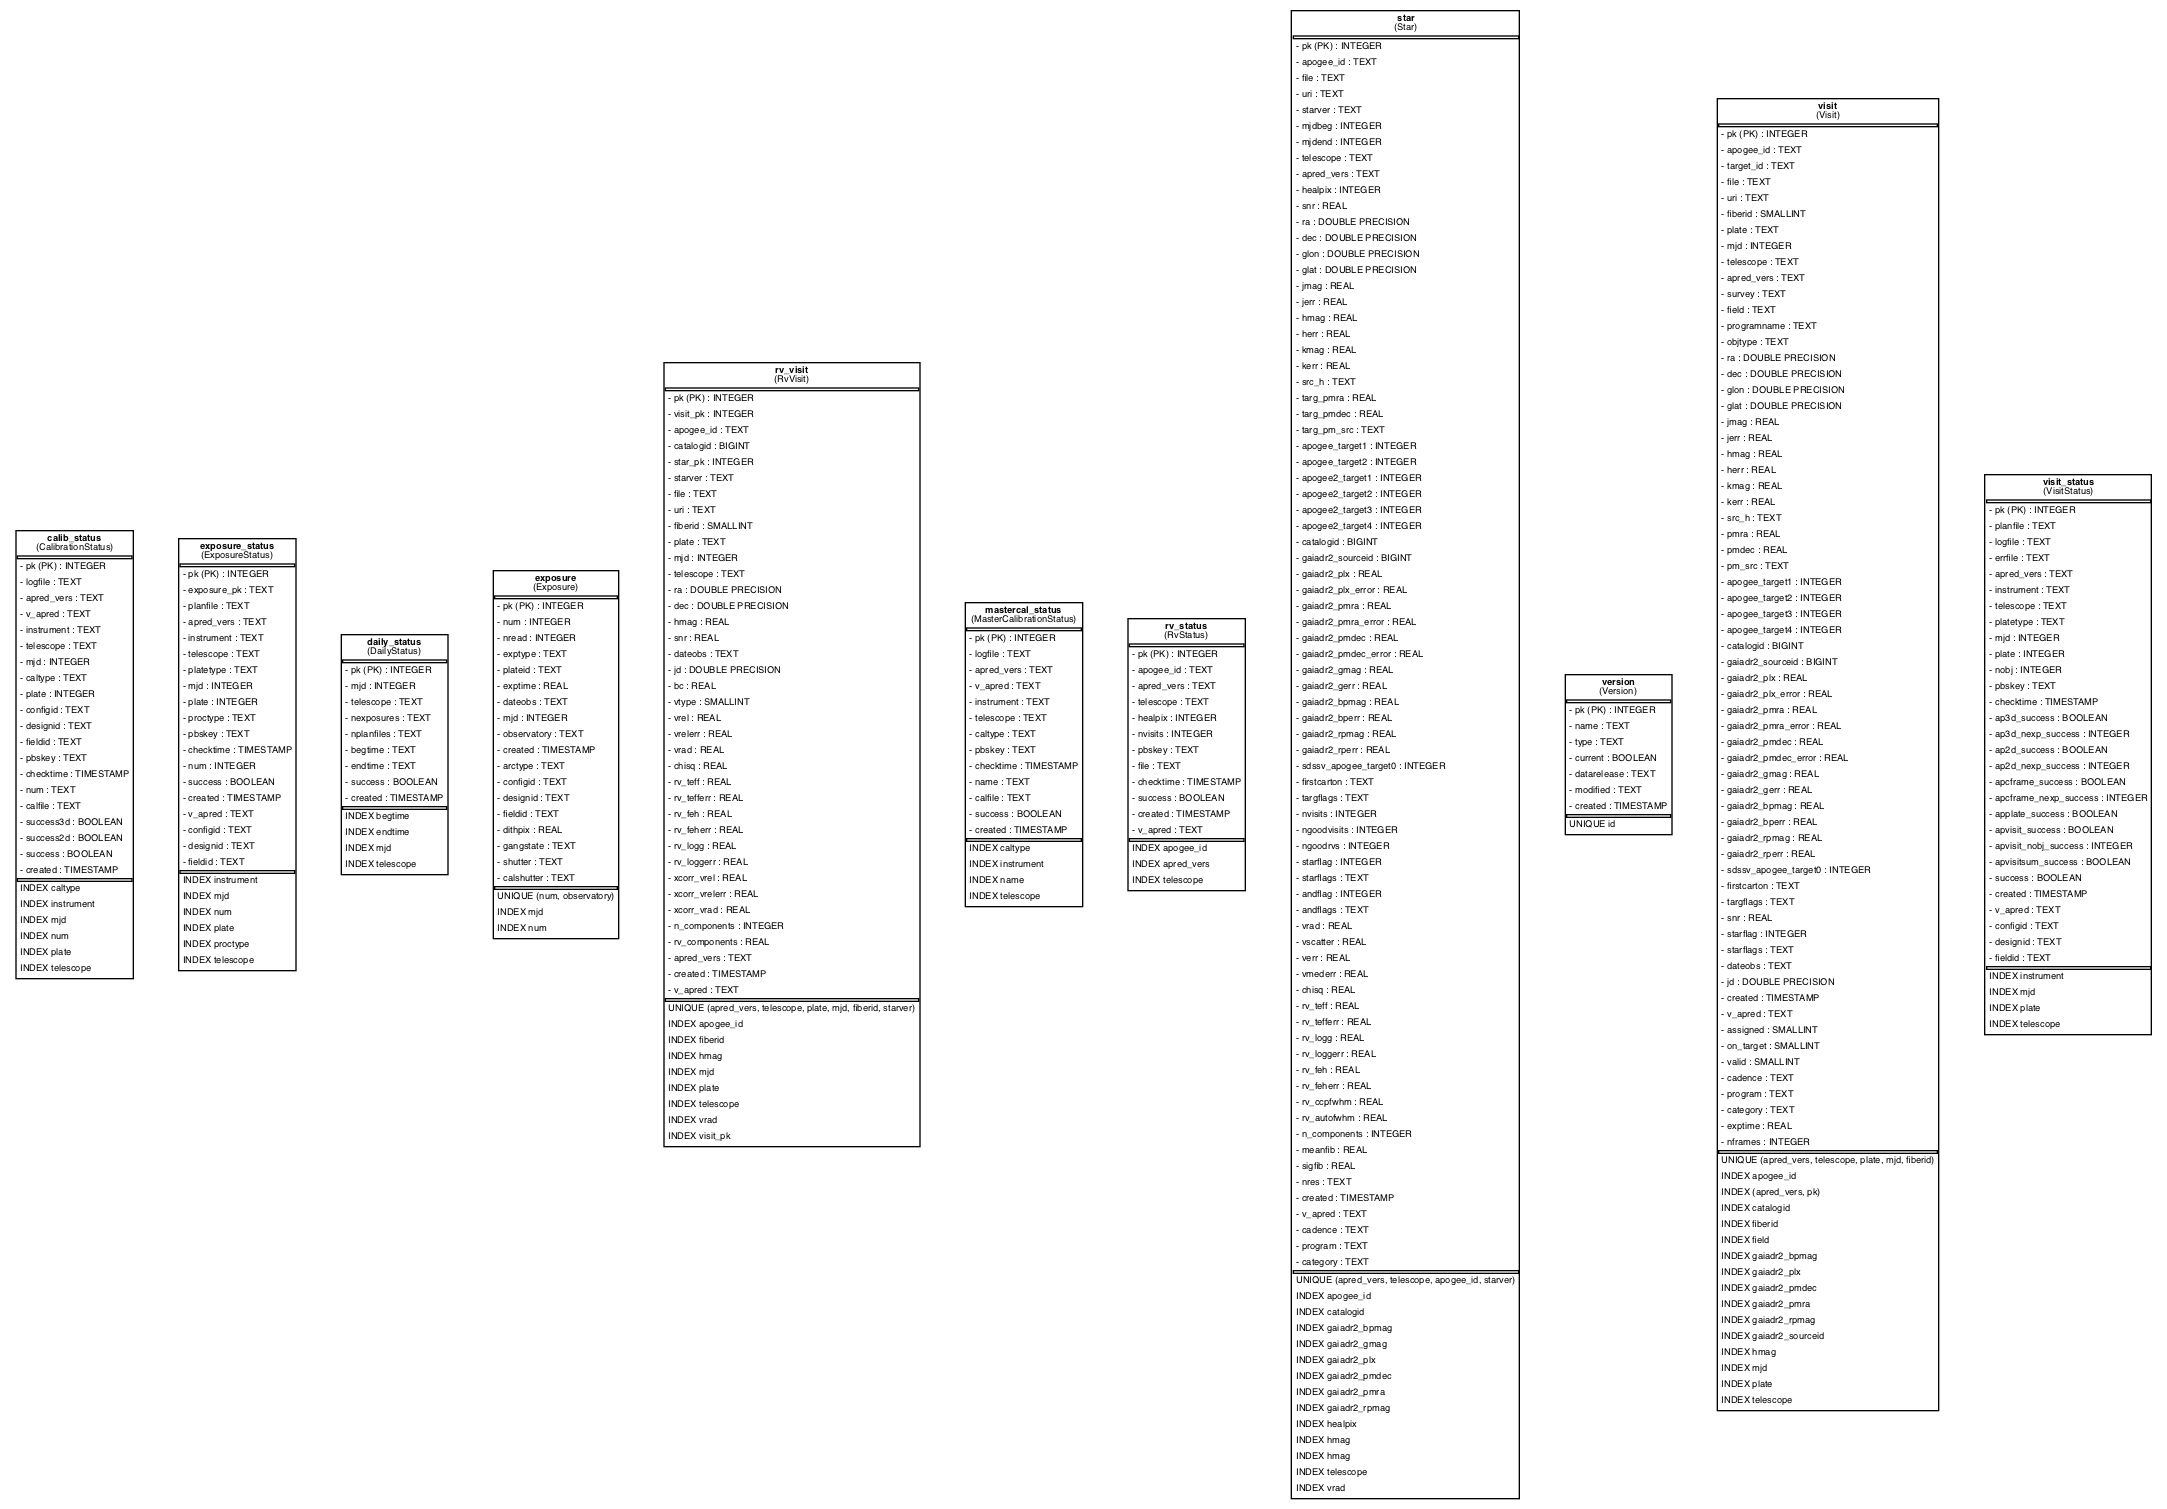 calib_status
(CalibrationStatus)
- pk (PK) : INTEGER
- logfile : TEXT
- apred_vers : TEXT
- v_apred : TEXT
- instrument : TEXT
- telescope : TEXT
- mjd : INTEGER
- caltype : TEXT
- plate : INTEGER
- configid : TEXT
- designid : TEXT
- fieldid : TEXT
- pbskey : TEXT
- checktime : TIMESTAMP
- num : TEXT
- calfile : TEXT
- success3d : BOOLEAN
- success2d : BOOLEAN
- success : BOOLEAN
- created : TIMESTAMP
INDEX caltype
INDEX instrument
INDEX mjd
INDEX num
INDEX plate
INDEX telescope
exposure_status
(ExposureStatus)
- pk (PK) : INTEGER
- exposure_pk : TEXT
- planfile : TEXT
- apred_vers : TEXT
- instrument : TEXT
- telescope : TEXT
- platetype : TEXT
- mjd : INTEGER
- plate : INTEGER
- proctype : TEXT
- pbskey : TEXT
- checktime : TIMESTAMP
- num : INTEGER
- success : BOOLEAN
- created : TIMESTAMP
- v_apred : TEXT
- configid : TEXT
- designid : TEXT
- fieldid : TEXT
INDEX instrument
INDEX mjd
INDEX num
INDEX plate
INDEX proctype
INDEX telescope
daily_status
(DailyStatus)
- pk (PK) : INTEGER
- mjd : INTEGER
- telescope : TEXT
- nexposures : TEXT
- nplanfiles : TEXT
- begtime : TEXT
- endtime : TEXT
- success : BOOLEAN
- created : TIMESTAMP
INDEX begtime
INDEX endtime
INDEX mjd
INDEX telescope
exposure
(Exposure)
- pk (PK) : INTEGER
- num : INTEGER
- nread : INTEGER
- exptype : TEXT
- plateid : TEXT
- exptime : REAL
- dateobs : TEXT
- mjd : INTEGER
- observatory : TEXT
- created : TIMESTAMP
- arctype : TEXT
- configid : TEXT
- designid : TEXT
- fieldid : TEXT
- dithpix : REAL
- gangstate : TEXT
- shutter : TEXT
- calshutter : TEXT
UNIQUE (num, observatory)
INDEX mjd
INDEX num
rv_visit
(RvVisit)
- pk (PK) : INTEGER
- visit_pk : INTEGER
- apogee_id : TEXT
- catalogid : BIGINT
- star_pk : INTEGER
- starver : TEXT
- file : TEXT
- uri : TEXT
- fiberid : SMALLINT
- plate : TEXT
- mjd : INTEGER
- telescope : TEXT
- ra : DOUBLE PRECISION
- dec : DOUBLE PRECISION
- hmag : REAL
- snr : REAL
- dateobs : TEXT
- jd : DOUBLE PRECISION
- bc : REAL
- vtype : SMALLINT
- vrel : REAL
- vrelerr : REAL
- vrad : REAL
- chisq : REAL
- rv_teff : REAL
- rv_tefferr : REAL
- rv_feh : REAL
- rv_feherr : REAL
- rv_logg : REAL
- rv_loggerr : REAL
- xcorr_vrel : REAL
- xcorr_vrelerr : REAL
- xcorr_vrad : REAL
- n_components : INTEGER
- rv_components : REAL
- apred_vers : TEXT
- created : TIMESTAMP
- v_apred : TEXT
UNIQUE (apred_vers, telescope, plate, mjd, fiberid, starver)
INDEX apogee_id
INDEX fiberid
INDEX hmag
INDEX mjd
INDEX plate
INDEX telescope
INDEX vrad
INDEX visit_pk
mastercal_status
(MasterCalibrationStatus)
- pk (PK) : INTEGER
- logfile : TEXT
- apred_vers : TEXT
- v_apred : TEXT
- instrument : TEXT
- telescope : TEXT
- caltype : TEXT
- pbskey : TEXT
- checktime : TIMESTAMP
- name : TEXT
- calfile : TEXT
- success : BOOLEAN
- created : TIMESTAMP
INDEX caltype
INDEX instrument
INDEX name
INDEX telescope
rv_status
(RvStatus)
- pk (PK) : INTEGER
- apogee_id : TEXT
- apred_vers : TEXT
- telescope : TEXT
- healpix : INTEGER
- nvisits : INTEGER
- pbskey : TEXT
- file : TEXT
- checktime : TIMESTAMP
- success : BOOLEAN
- created : TIMESTAMP
- v_apred : TEXT
INDEX apogee_id
INDEX apred_vers
INDEX telescope
star
(Star)
- pk (PK) : INTEGER
- apogee_id : TEXT
- file : TEXT
- uri : TEXT
- starver : TEXT
- mjdbeg : INTEGER
- mjdend : INTEGER
- telescope : TEXT
- apred_vers : TEXT
- healpix : INTEGER
- snr : REAL
- ra : DOUBLE PRECISION
- dec : DOUBLE PRECISION
- glon : DOUBLE PRECISION
- glat : DOUBLE PRECISION
- jmag : REAL
- jerr : REAL
- hmag : REAL
- herr : REAL
- kmag : REAL
- kerr : REAL
- src_h : TEXT
- targ_pmra : REAL
- targ_pmdec : REAL
- targ_pm_src : TEXT
- apogee_target1 : INTEGER
- apogee_target2 : INTEGER
- apogee2_target1 : INTEGER
- apogee2_target2 : INTEGER
- apogee2_target3 : INTEGER
- apogee2_target4 : INTEGER
- catalogid : BIGINT
- gaiadr2_sourceid : BIGINT
- gaiadr2_plx : REAL
- gaiadr2_plx_error : REAL
- gaiadr2_pmra : REAL
- gaiadr2_pmra_error : REAL
- gaiadr2_pmdec : REAL
- gaiadr2_pmdec_error : REAL
- gaiadr2_gmag : REAL
- gaiadr2_gerr : REAL
- gaiadr2_bpmag : REAL
- gaiadr2_bperr : REAL
- gaiadr2_rpmag : REAL
- gaiadr2_rperr : REAL
- sdssv_apogee_target0 : INTEGER
- firstcarton : TEXT
- targflags : TEXT
- nvisits : INTEGER
- ngoodvisits : INTEGER
- ngoodrvs : INTEGER
- starflag : INTEGER
- starflags : TEXT
- andflag : INTEGER
- andflags : TEXT
- vrad : REAL
- vscatter : REAL
- verr : REAL
- vmederr : REAL
- chisq : REAL
- rv_teff : REAL
- rv_tefferr : REAL
- rv_logg : REAL
- rv_loggerr : REAL
- rv_feh : REAL
- rv_feherr : REAL
- rv_ccpfwhm : REAL
- rv_autofwhm : REAL
- n_components : INTEGER
- meanfib : REAL
- sigfib : REAL
- nres : TEXT
- created : TIMESTAMP
- v_apred : TEXT
- cadence : TEXT
- program : TEXT
- category : TEXT
UNIQUE (apred_vers, telescope, apogee_id, starver)
INDEX apogee_id
INDEX catalogid
INDEX gaiadr2_bpmag
INDEX gaiadr2_gmag
INDEX gaiadr2_plx
INDEX gaiadr2_pmdec
INDEX gaiadr2_pmra
INDEX gaiadr2_rpmag
INDEX healpix
INDEX hmag
INDEX hmag
INDEX telescope
INDEX vrad
version
(Version)
- pk (PK) : INTEGER
- name : TEXT
- type : TEXT
- current : BOOLEAN
- datarelease : TEXT
- modified : TEXT
- created : TIMESTAMP
UNIQUE id
visit
(Visit)
- pk (PK) : INTEGER
- apogee_id : TEXT
- target_id : TEXT
- file : TEXT
- uri : TEXT
- fiberid : SMALLINT
- plate : TEXT
- mjd : INTEGER
- telescope : TEXT
- apred_vers : TEXT
- survey : TEXT
- field : TEXT
- programname : TEXT
- objtype : TEXT
- ra : DOUBLE PRECISION
- dec : DOUBLE PRECISION
- glon : DOUBLE PRECISION
- glat : DOUBLE PRECISION
- jmag : REAL
- jerr : REAL
- hmag : REAL
- herr : REAL
- kmag : REAL
- kerr : REAL
- src_h : TEXT
- pmra : REAL
- pmdec : REAL
- pm_src : TEXT
- apogee_target1 : INTEGER
- apogee_target2 : INTEGER
- apogee_target3 : INTEGER
- apogee_target4 : INTEGER
- catalogid : BIGINT
- gaiadr2_sourceid : BIGINT
- gaiadr2_plx : REAL
- gaiadr2_plx_error : REAL
- gaiadr2_pmra : REAL
- gaiadr2_pmra_error : REAL
- gaiadr2_pmdec : REAL
- gaiadr2_pmdec_error : REAL
- gaiadr2_gmag : REAL
- gaiadr2_gerr : REAL
- gaiadr2_bpmag : REAL
- gaiadr2_bperr : REAL
- gaiadr2_rpmag : REAL
- gaiadr2_rperr : REAL
- sdssv_apogee_target0 : INTEGER
- firstcarton : TEXT
- targflags : TEXT
- snr : REAL
- starflag : INTEGER
- starflags : TEXT
- dateobs : TEXT
- jd : DOUBLE PRECISION
- created : TIMESTAMP
- v_apred : TEXT
- assigned : SMALLINT
- on_target : SMALLINT
- valid : SMALLINT
- cadence : TEXT
- program : TEXT
- category : TEXT
- exptime : REAL
- nframes : INTEGER
UNIQUE (apred_vers, telescope, plate, mjd, fiberid)
INDEX apogee_id
INDEX (apred_vers, pk)
INDEX catalogid
INDEX fiberid
INDEX field
INDEX gaiadr2_bpmag
INDEX gaiadr2_plx
INDEX gaiadr2_pmdec
INDEX gaiadr2_pmra
INDEX gaiadr2_rpmag
INDEX gaiadr2_sourceid
INDEX hmag
INDEX mjd
INDEX plate
INDEX telescope
visit_status
(VisitStatus)
- pk (PK) : INTEGER
- planfile : TEXT
- logfile : TEXT
- errfile : TEXT
- apred_vers : TEXT
- instrument : TEXT
- telescope : TEXT
- platetype : TEXT
- mjd : INTEGER
- plate : INTEGER
- nobj : INTEGER
- pbskey : TEXT
- checktime : TIMESTAMP
- ap3d_success : BOOLEAN
- ap3d_nexp_success : INTEGER
- ap2d_success : BOOLEAN
- ap2d_nexp_success : INTEGER
- apcframe_success : BOOLEAN
- apcframe_nexp_success : INTEGER
- applate_success : BOOLEAN
- apvisit_success : BOOLEAN
- apvisit_nobj_success : INTEGER
- apvisitsum_success : BOOLEAN
- success : BOOLEAN
- created : TIMESTAMP
- v_apred : TEXT
- configid : TEXT
- designid : TEXT
- fieldid : TEXT
INDEX instrument
INDEX mjd
INDEX plate
INDEX telescope